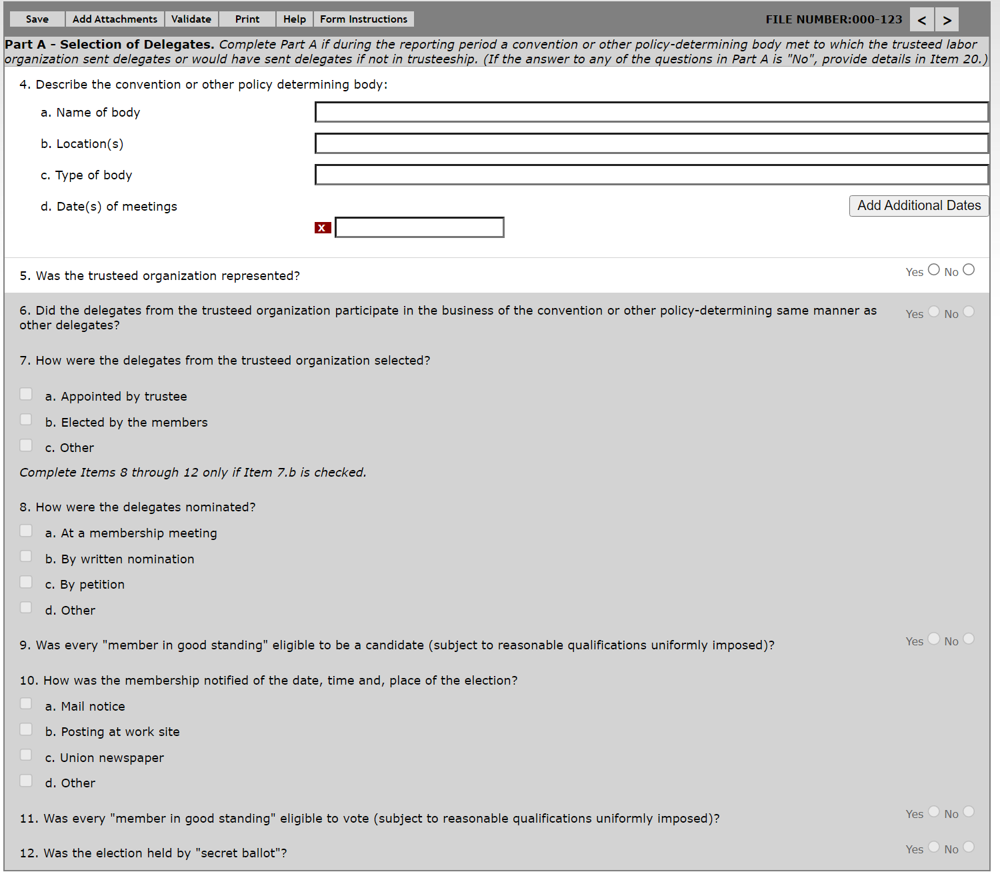 Save Add Attachments Validate Print Help Form Instructions FILE NUMBER:000-123 < >
Part A - Selection of Delegates. Complete Part A if during the reporting period a convention or other policy-determining body met to which the trusteed labor
organization sent delegates or would have sent delegates if not in trusteeship. (If the answer to any of the questions in Part A is "No", provide details in Item 20.)
4. Describe the convention or other policy determining body:
a. Name of body
b. Location(s)
c. Type of body
d. Date(s) of meetings Add Additional Dates
X
5. Was the trusteed organization represented? Yes No
6. Did the delegates from the trusteed organization participate in the business of the convention or other policy-determining same manner as Yes No
other delegates?
7. How were the delegates from the trusteed organization selected?
a. Appointed by trustee
b. Elected by the members
c. Other
Complete Items 8 through 12 only if Item 7.b is checked.
8. How were the delegates nominated?
a. At a membership meeting
b. By written nomination
c. By petition
d. Other
9. Was every "member in good standing" eligible to be a candidate (subject to reasonable qualifications uniformly imposed)? Yes No
10. How was the membership notified of the date, time and, place of the election?
a. Mail notice
b. Posting at work site
c. Union newspaper
d. Other
11. Was every "member in good standing" eligible to vote (subject to reasonable qualifications uniformly imposed)? Yes No
12. Was the election held by "secret ballot"? Yes No